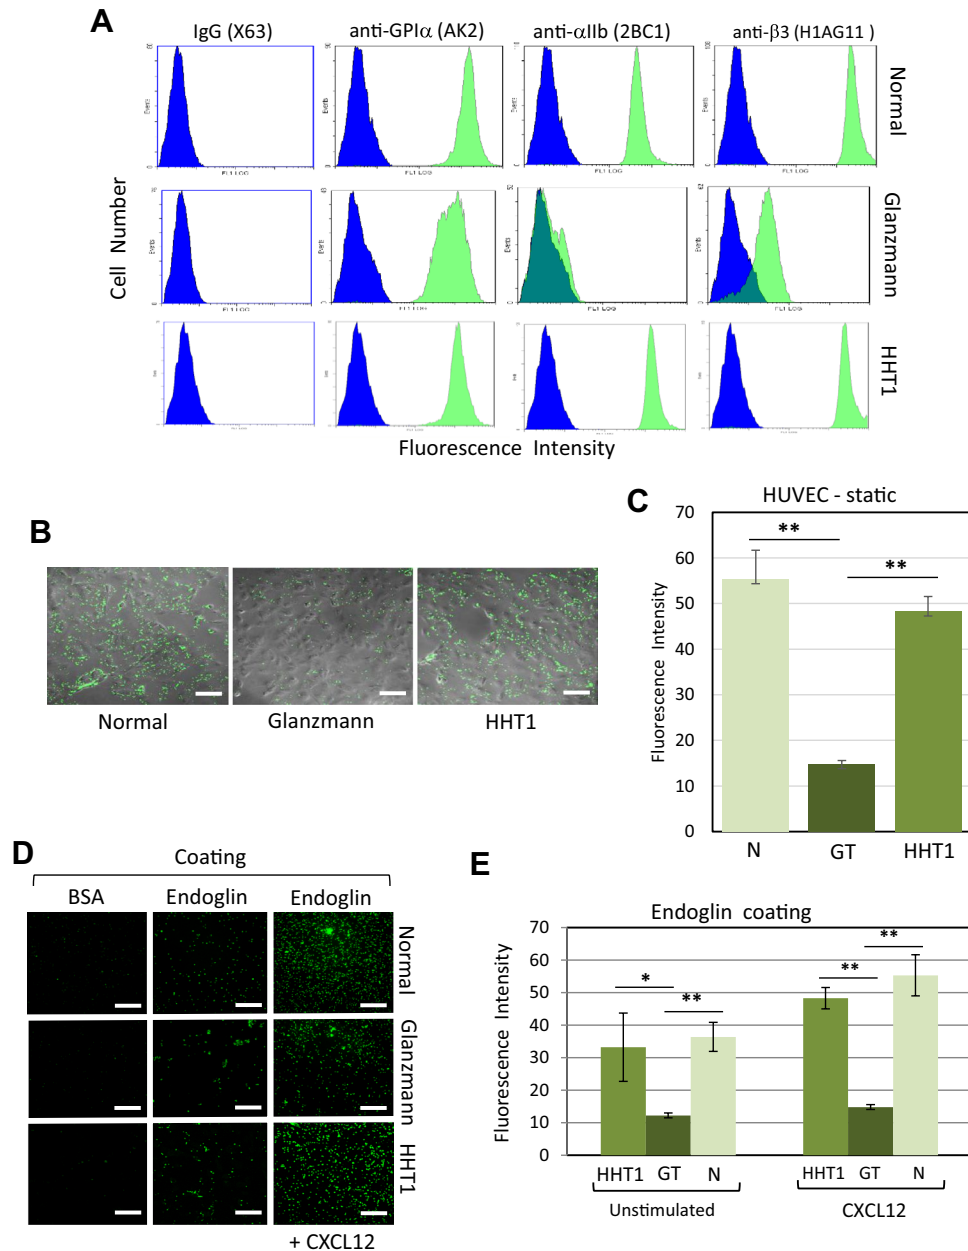 A
IgG (X63)
anti-GPIα (AK2)
anti-αIIb (2BC1)
anti-β3 (H1AG11 )
Normal
Glanzmann
HHT1
Cell Number
Events
FL1 LOG
Fluorescence Intensity
B
Normal
Glanzmann
HHT1
C
HUVEC - static
Fluorescence Intensity
70
60
50
40
30
20
10
0
**
**
N
GT
HHT1
D
Coating
BSA
Endoglin
Endoglin
Normal
Glanzmann
HHT1
+ CXCL12
E
Endoglin coating
Fluorescence Intensity
70
60
50
40
30
20
10
0
*
**
**
**
HHT1 GT N
HHT1 GT N
Unstimulated
CXCL12